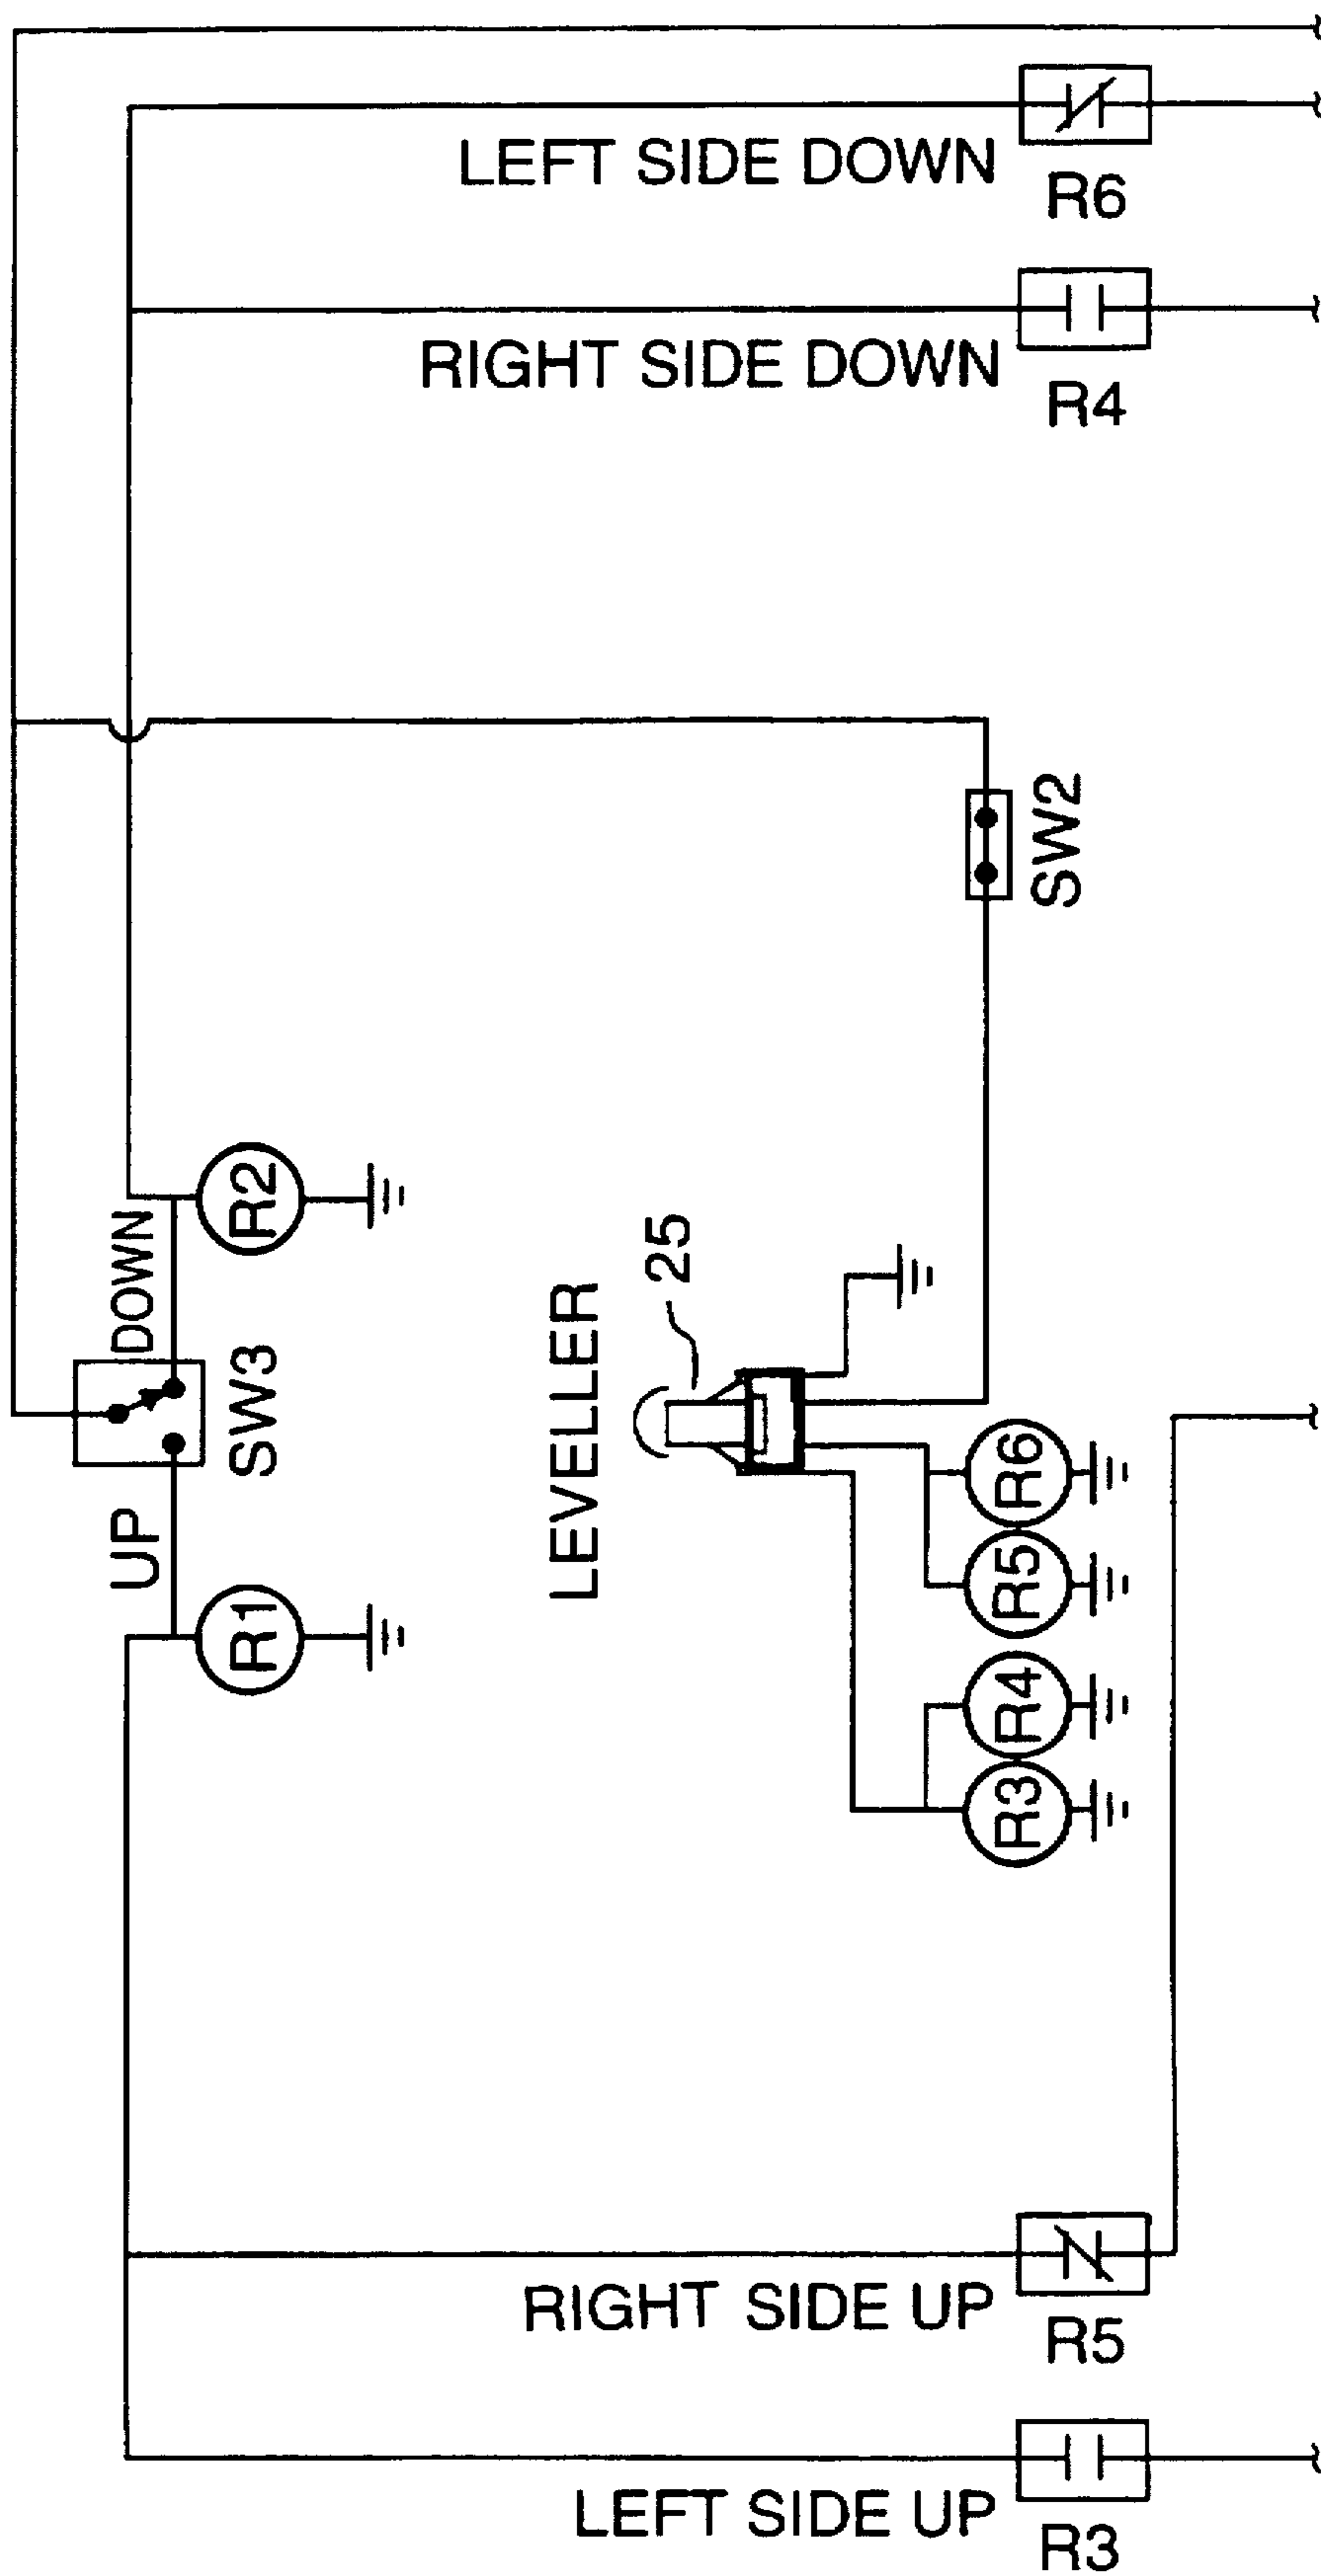 LEFT SIDE DOWN
R6
RIGHT SIDE DOWN
R4
SW2
R2
DOWN
SW3
UP
R1
LEVELLER
25
R6
R5
R4
R3
RIGHT SIDE UP
R5
LEFT SIDE UP
R3